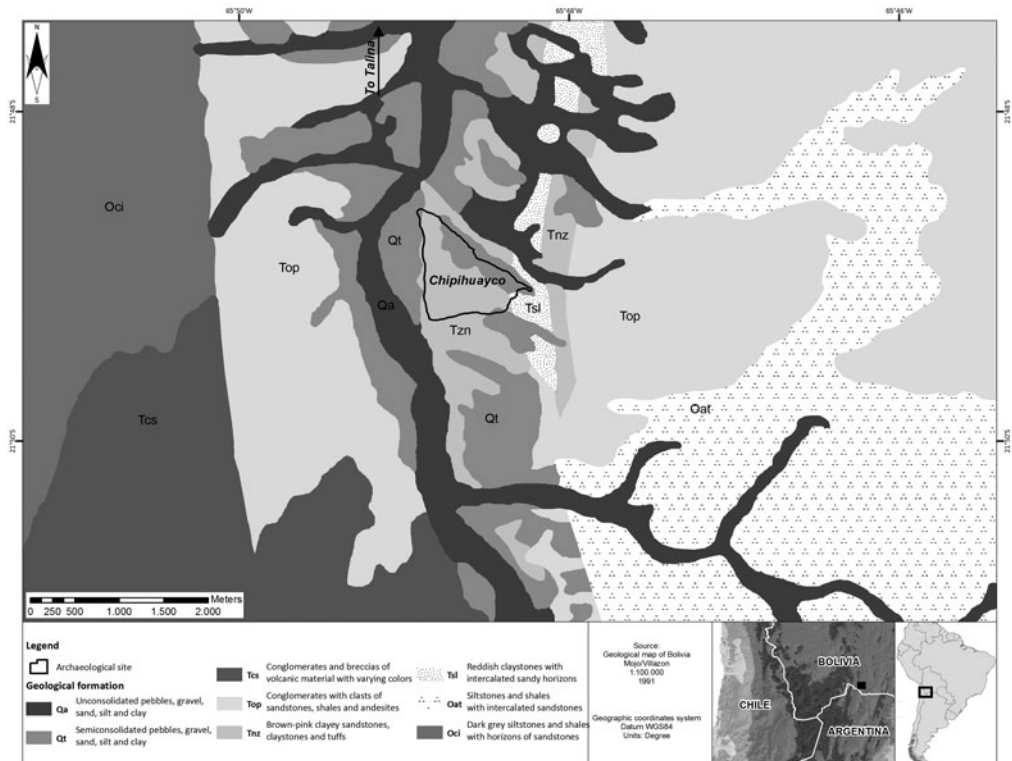 65°50'W
65°48'W
65°46'W
N
S
To Talina
21°48'S
21°48'S
Oci
Qt
Tnz
Top
Chipihuayco
Qa
Tsl
Top
Tzn
Oat
Tcs
Qt
21°50'S
21°50'S
Meters
0 250 500 1.000 1.500 2.000
Legend
Archaeological site
Geological formation
Qa Unconsolidated pebbles, gravel,
sand, silt and clay
Qt Semiconsolidated pebbles, gravel,
sand, silt and clay
Tcs Conglomerates and breccias of
volcanic material with varying colors
Top Conglomerates with clasts of
sandstones, shales and andesites
Tnz Brown-pink clayey sandstones,
claystones and tuffs
Tsl Reddish claystones with
intercalated sandy horizons
Oat Siltstones and shales
with intercalated sandstones
Oci Dark grey siltstones and shales
with horizons of sandstones
Source:
Geological map of Bolivia
Mojo/Villazon
1:100.000
1991
Geographic coordinates system
Datum WGS84
Units: Degree
BOLIVIA
CHILE
ARGENTINA